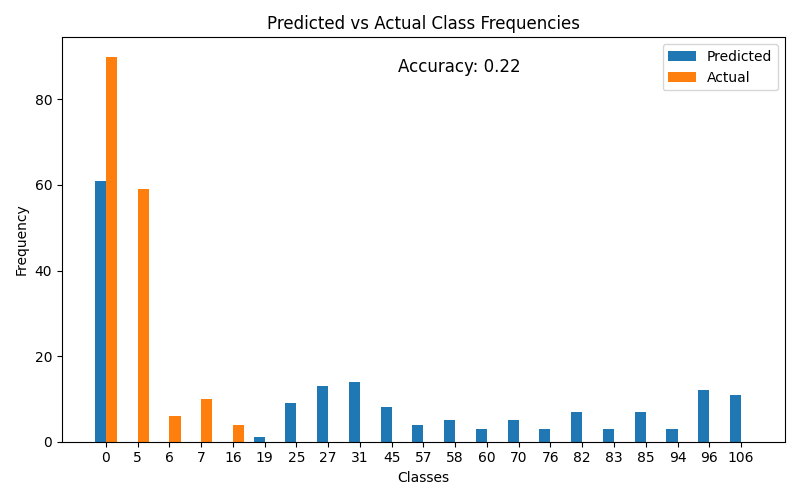 Predicted vs Actual Class Frequencies
Accuracy: 0.22
Predicted
Actual
Frequency
80
60
40
20
0
0 5 6 7 16 19 25 27 31 45 57 58 60 70 76 82 83 85 94 96 106
Classes